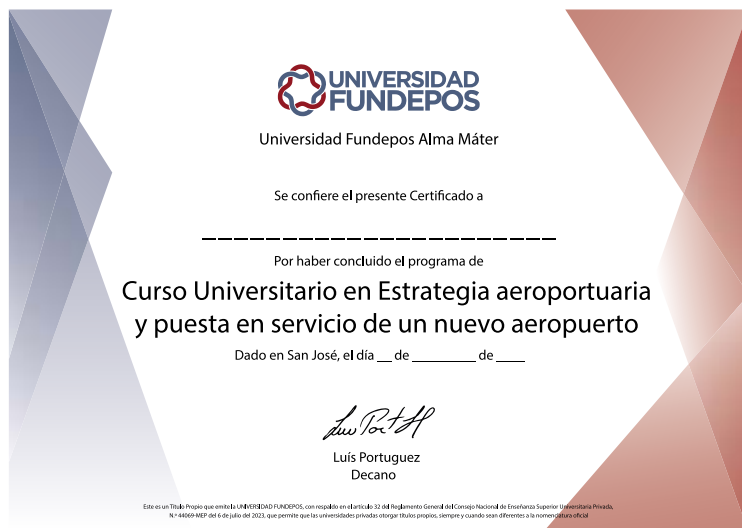 UNIVERSIDAD
FUNDEPOS
Universidad Fundepos Alma Máter
Se confiere el presente Certificado a
_ _ _ _ _ _ _ _ _ _ _ _ _ _ _ _ _ _ _ _ _ _
Por haber concluido el programa de
Curso Universitario en Estrategia aeroportuaria
y puesta en servicio de un nuevo aeropuerto
Dado en San José, el día __ de ________ de ____
Luís Portuguez
Decano
Este es un Título Propio que emite la UNIVERSIDAD FUNDEPOS, con respaldo en el artículo 32 del Reglamento General del Consejo Nacional de Enseñanza Superior Universitaria Privada,
N.º 44069-MEP del 6 de julio del 2023, que permite que las universidades privadas otorgar títulos propios, siempre y cuando sean diferentes a la nomenclatura oficial